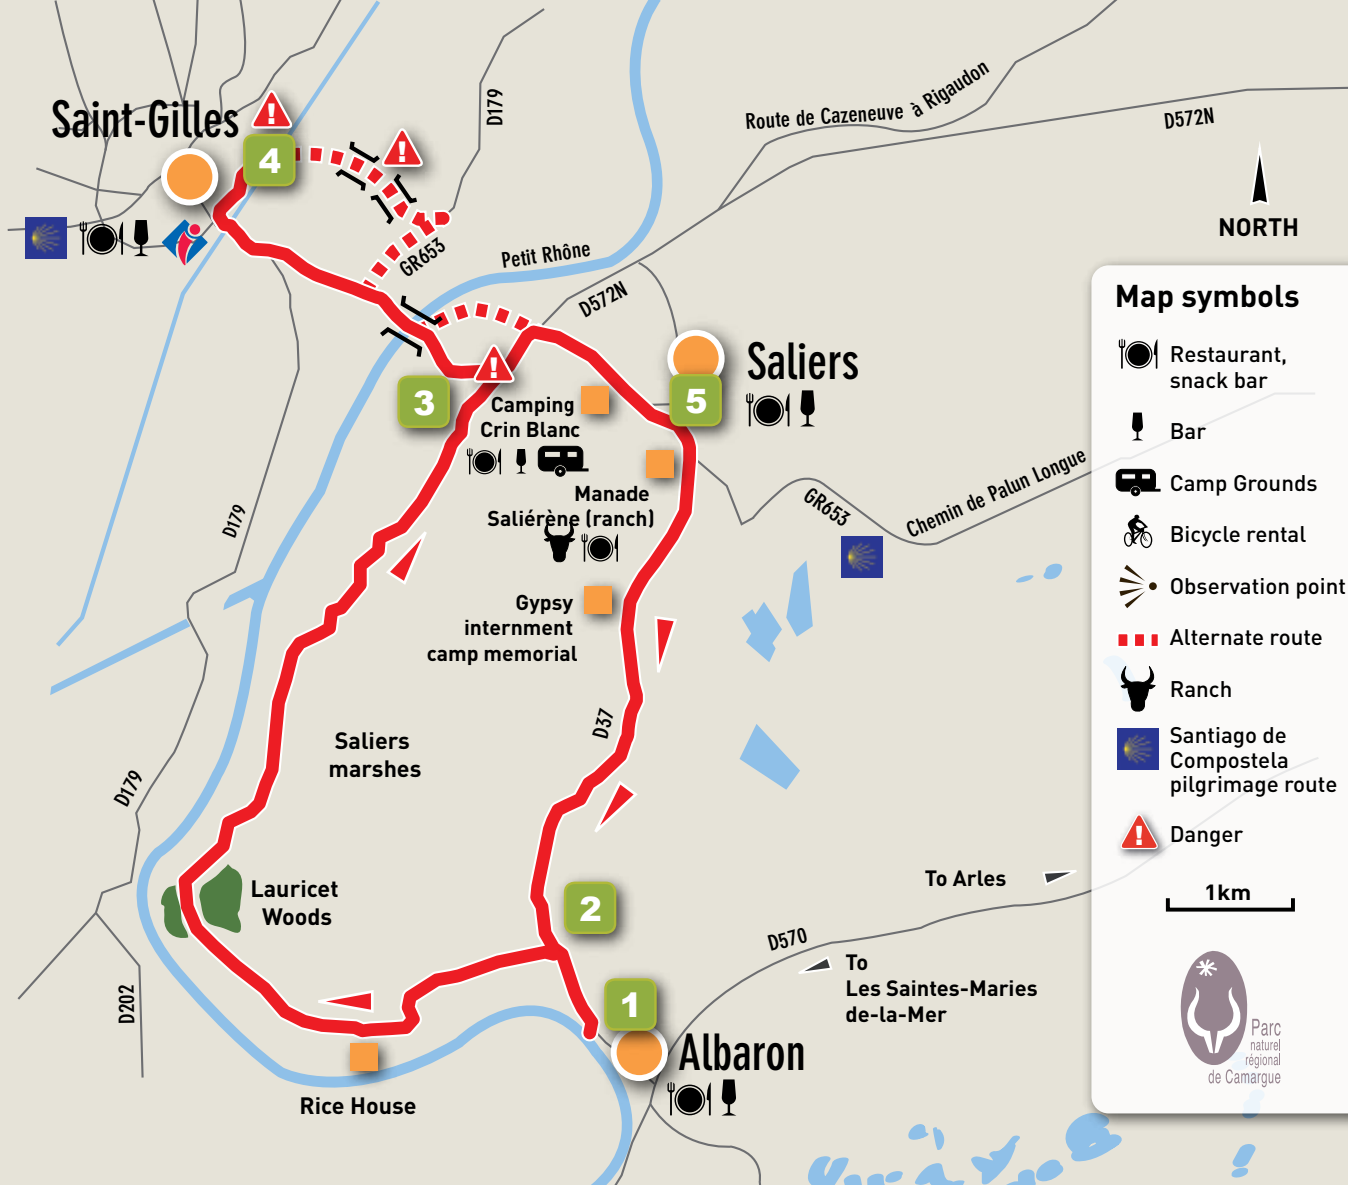 Saint-Gilles
4
D179
Route de Cazeneuve à Rigaudon
D572N
NORTH
GR653
Petit Rhône
D572N
Saliers
5
3
Camping
Crin Blanc
Manade
Saliérène (ranch)
GR653
Chemin de Palun Longue
D179
Gypsy
internment
camp memorial
D37
Saliers
marshes
D179
Lauricet
Woods
2
To Arles
D570
To
Les Saintes-Maries
de-la-Mer
D202
1
Albaron
Rice House
Map symbols
Restaurant,
snack bar
Bar
Camp Grounds
Bicycle rental
Observation point
Alternate route
Ranch
Santiago de
Compostela
pilgrimage route
! Danger
1km
Parc
naturel
régional
de Camargue